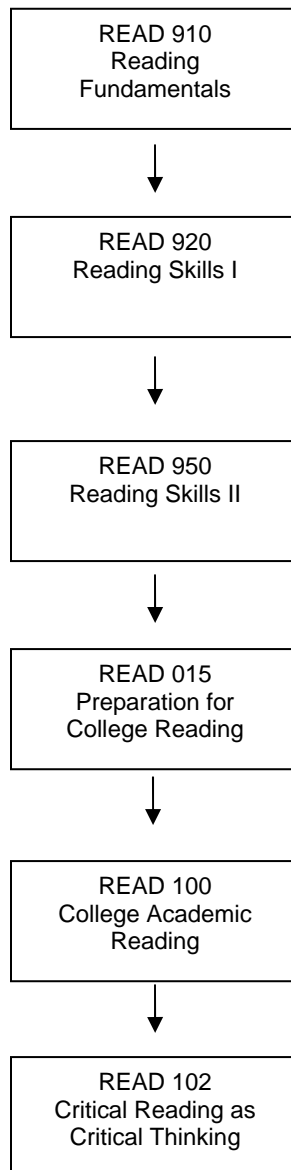 READ 910
Reading
Fundamentals
READ 920
Reading Skills I
READ 950
Reading Skills II
READ 015
Preparation for
College Reading
READ 100
College Academic
Reading
READ 102
Critical Reading as
Critical Thinking